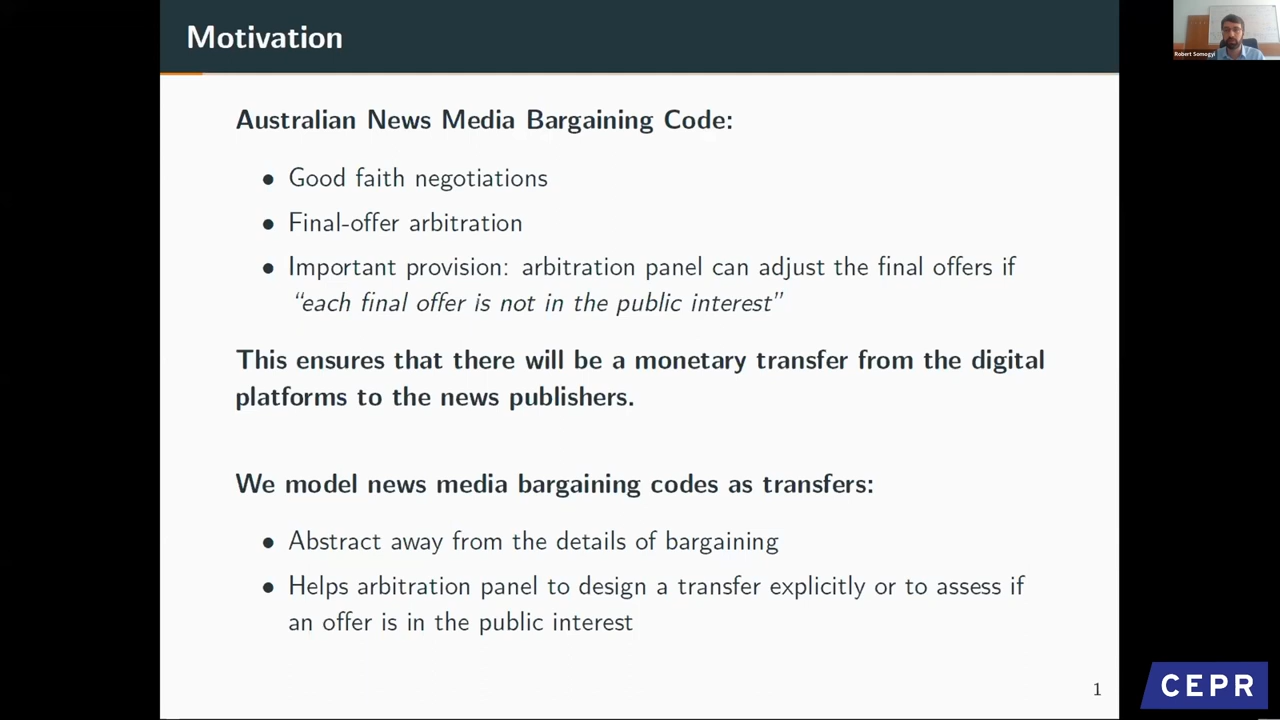 Motivation
Robert Somogyi
Australian News Media Bargaining Code:
• Good faith negotiations
• Final-offer arbitration
• Important provision: arbitration panel can adjust the final offers if
“each final offer is not in the public interest”
This ensures that there will be a monetary transfer from the digital
platforms to the news publishers.
We model news media bargaining codes as transfers:
• Abstract away from the details of bargaining
• Helps arbitration panel to design a transfer explicitly or to assess if
an offer is in the public interest
1
CEPR